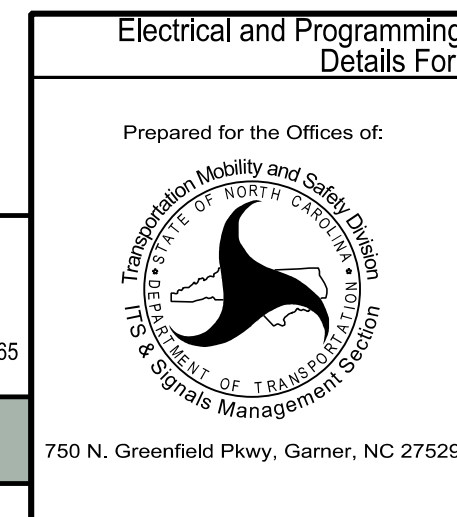 Electrical and Programming
Details For
Prepared for the Offices of:
Transportation Mobility and Safety Division
STATE OF NORTH CAROLINA
DEPARTMENT OF TRANSPORTATION
ITS & Signals Management Section
65
750 N. Greenfield Pkwy, Garner, NC 27529